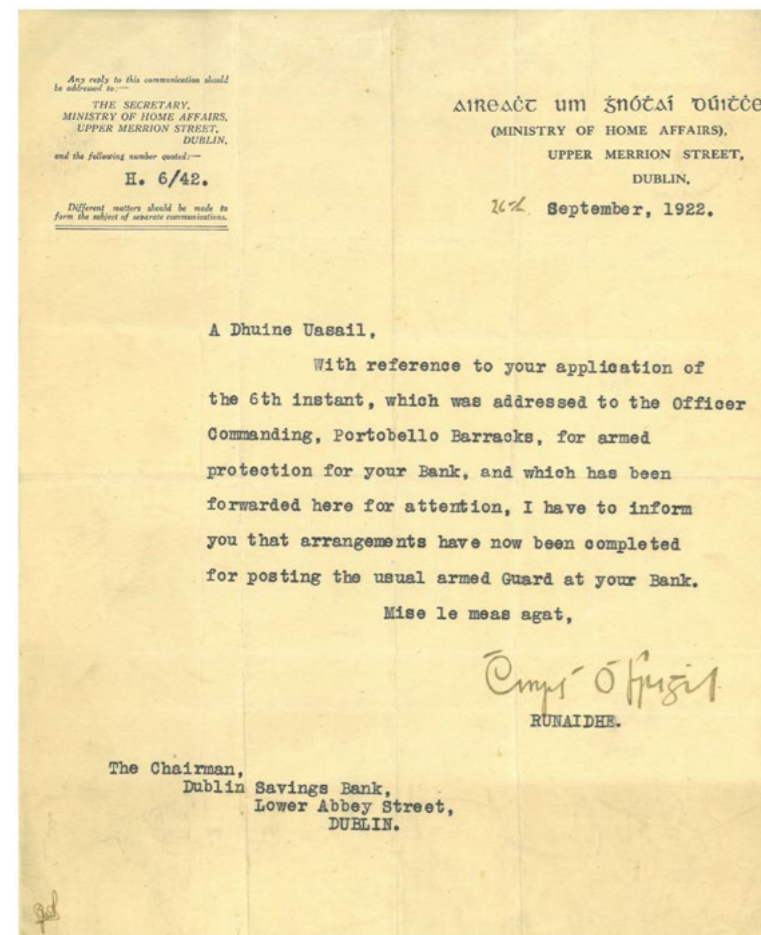 Any reply to this communication should
be addressed to:—
THE SECRETARY,
MINISTRY OF HOME AFFAIRS,
UPPER MERRION STREET,
DUBLIN,
and the following number quoted:—
H. 6/42.
Different matters should be made to
form the subject of separate communications.
Aireaċt um ġnóṫaí dúiṫċe
(MINISTRY OF HOME AFFAIRS),
UPPER MERRION STREET,
DUBLIN.
26th September, 1922.
A Dhuine Uasail,
With reference to your application of
the 6th instant, which was addressed to the Officer
Commanding, Portobello Barracks, for armed
protection for your Bank, and which has been
forwarded here for attention, I have to inform
you that arrangements have now been completed
for posting the usual armed Guard at your Bank.
Mise le meas agat,
RUNAIDHE.
The Chairman,
Dublin Savings Bank,
Lower Abbey Street,
DUBLIN.